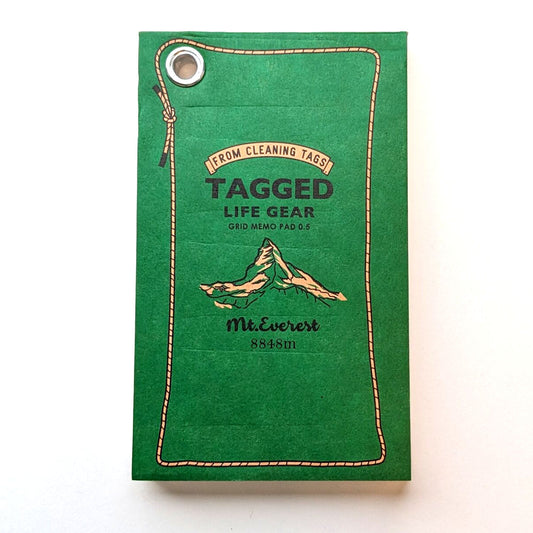 FROM CLEANING TAGS
TAGGED
LIFE GEAR
GRID MEMO PAD 0.5
Mt.Everest
8848m